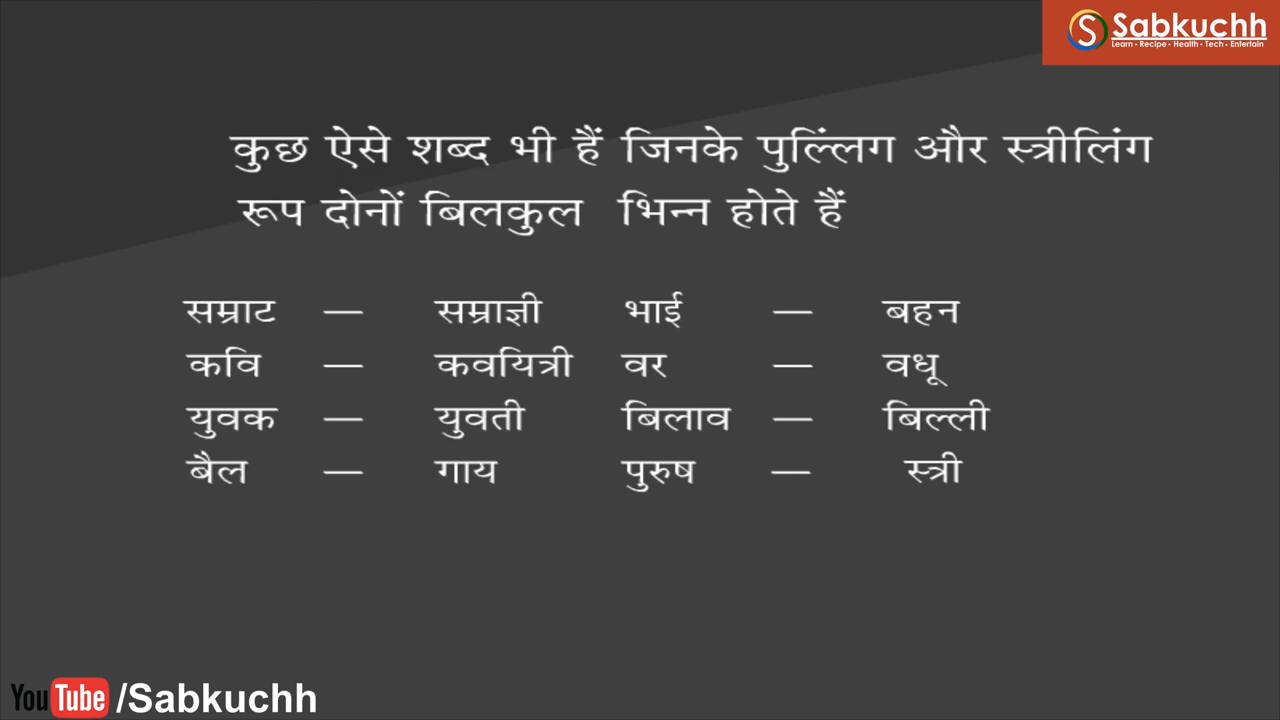 Sabkuchh
Learn • Recipe • Health • Tech • Entertain
कुछ ऐसे शब्द भी हैं जिनके पुल्लिंग और स्त्रीलिंग
रूप दोनों बिलकुल भिन्न होते हैं
सम्राट — सम्राज्ञी भाई — बहन
कवि — कवयित्री वर — वधू
युवक — युवती बिलाव — बिल्ली
बैल — गाय पुरुष — स्त्री
YouTube /Sabkuchh